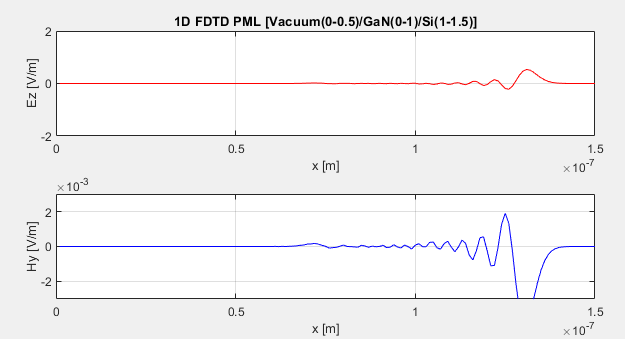 1D FDTD PML [Vacuum(0-0.5)/GaN(0-1)/Si(1-1.5)]
2
0
-2
Ez [V/m]
0 0.5 1 1.5
x [m]
×10⁻⁷
×10⁻³
2
0
-2
Hy [V/m]
0 0.5 1 1.5
x [m]
×10⁻⁷